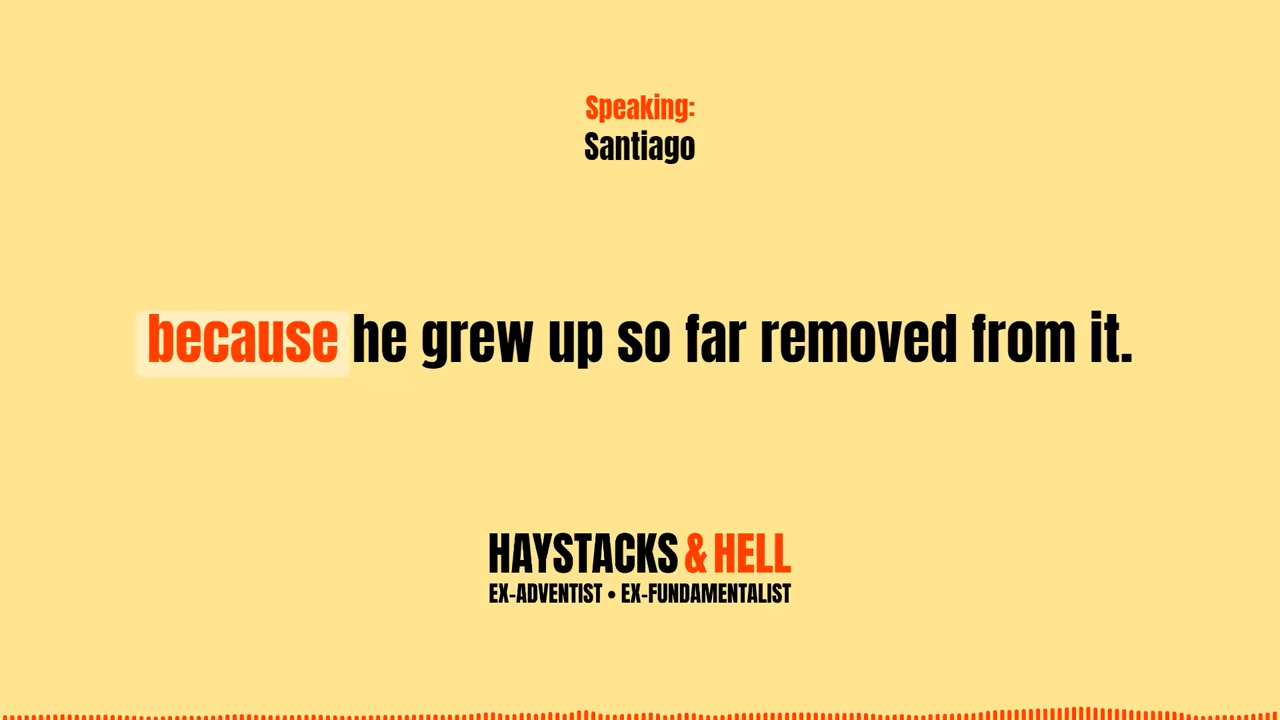 Speaking:
Santiago
because he grew up so far removed from it.
HAYSTACKS & HELL
EX-ADVENTIST • EX-FUNDAMENTALIST